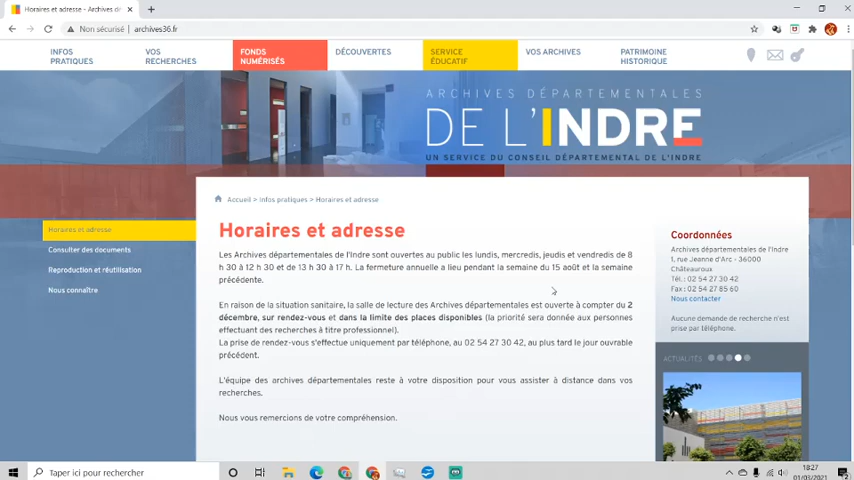 Horaires et adresse - Archives dé
Non sécurisé
archives36.fr
INFOS
PRATIQUES
VOS
RECHERCHES
FONDS
NUMÉRISÉS
DÉCOUVERTES
SERVICE
ÉDUCATIF
VOS ARCHIVES
PATRIMOINE
HISTORIQUE
ARCHIVES DÉPARTEMENTALES
DE L'INDRE
UN SERVICE DU CONSEIL DÉPARTEMENTAL DE L'INDRE
Horaires et adresse
Consulter des documents
Reproduction et réutilisation
Nous connaître
Accueil > Infos pratiques > Horaires et adresse
Horaires et adresse
Les Archives départementales de l'Indre sont ouvertes au public les lundis, mercredis, jeudis et vendredis de 8
h 30 à 12 h 30 et de 13 h 30 à 17 h. La fermeture annuelle a lieu pendant la semaine du 15 août et la semaine
précédente.
En raison de la situation sanitaire, la salle de lecture des Archives départementales est ouverte à compter du 2
décembre, sur rendez-vous et dans la limite des places disponibles (la priorité sera donnée aux personnes
effectuant des recherches à titre professionnel).
La prise de rendez-vous s'effectue uniquement par téléphone, au 02 54 27 30 42, au plus tard le jour ouvrable
précédent.
L'équipe des archives départementales reste à votre disposition pour vous assister à distance dans vos
recherches.
Nous vous remercions de votre compréhension.
Coordonnées
Archives départementales de l'Indre
1, rue Jeanne d'Arc - 36000
Châteauroux
Tél. : 02 54 27 30 42
Fax : 02 54 27 85 60
Nous contacter
Aucune demande de recherche n'est
prise par téléphone.
ACTUALITÉS
Taper ici pour rechercher
18:27
01/03/2021